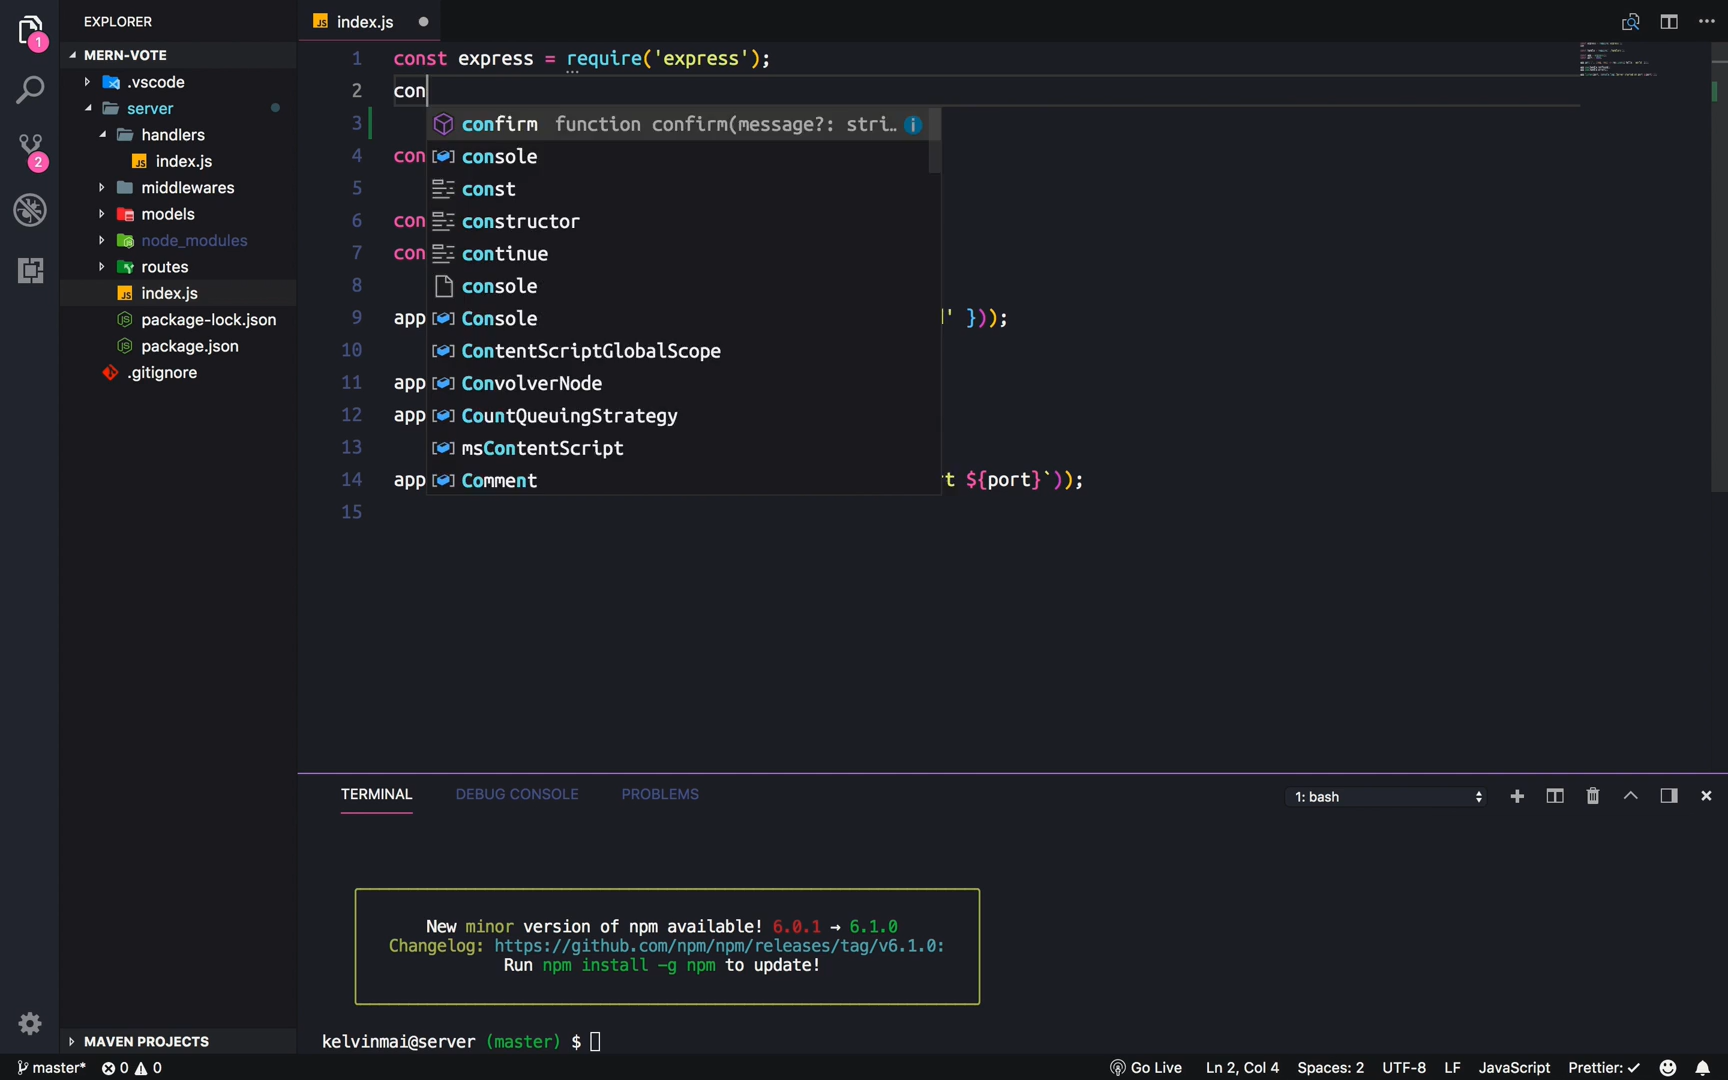 EXPLORER
MERN-VOTE
.vscode
server
handlers
index.js
middlewares
models
node_modules
routes
index.js
package-lock.json
package.json
.gitignore
MAVEN PROJECTS
1
2
index.js
1 const express = require('express');
2 con
3
4 con
5
6 con
7 con
8
9 app ' }));
10
11 app
12 app
13
14 app t ${port}`));
15
confirm function confirm(message?: stri…
console
const
constructor
continue
console
Console
ContentScriptGlobalScope
ConvolverNode
CountQueuingStrategy
msContentScript
Comment
TERMINAL DEBUG CONSOLE PROBLEMS 1: bash
New minor version of npm available! 6.0.1 → 6.1.0
Changelog: https://github.com/npm/npm/releases/tag/v6.1.0:
Run npm install -g npm to update!
kelvinmai@server (master) $
master* 0 0 Go Live Ln 2, Col 4 Spaces: 2 UTF-8 LF JavaScript Prettier: ✓